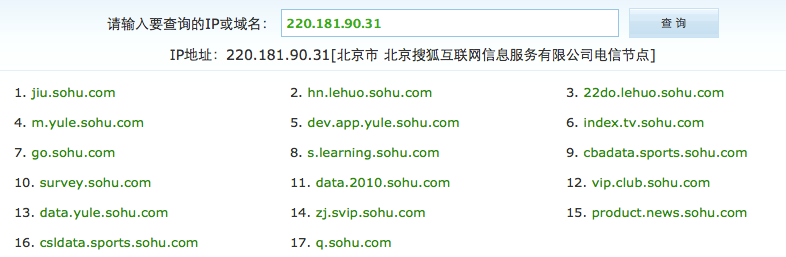 请输入要查询的IP或域名： 220.181.90.31 查 询
IP地址：220.181.90.31[北京市 北京搜狐互联网信息服务有限公司电信节点]
1. jiu.sohu.com 2. hn.lehuo.sohu.com 3. 22do.lehuo.sohu.com
4. m.yule.sohu.com 5. dev.app.yule.sohu.com 6. index.tv.sohu.com
7. go.sohu.com 8. s.learning.sohu.com 9. cbadata.sports.sohu.com
10. survey.sohu.com 11. data.2010.sohu.com 12. vip.club.sohu.com
13. data.yule.sohu.com 14. zj.svip.sohu.com 15. product.news.sohu.com
16. csldata.sports.sohu.com 17. q.sohu.com